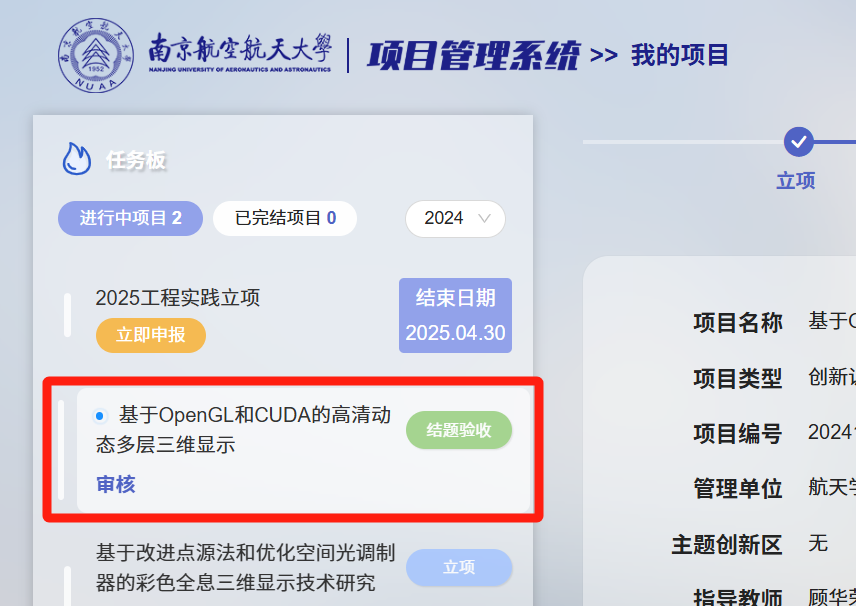 南京航空航天大學
NANJING UNIVERSITY OF AERONAUTICS AND ASTRONAUTICS
1952
NUAA
项目管理系统 >> 我的项目
任务板
进行中项目 2
已完结项目 0
2024
2025工程实践立项
立即申报
结束日期
2025.04.30
基于OpenGL和CUDA的高清动
态多层三维显示
审核
结题验收
基于改进点源法和优化空间光调制
器的彩色全息三维显示技术研究
立项
立项
项目名称 基于
项目类型 创新
项目编号 2024
管理单位 航天
主题创新区 无
指导教师 顾华